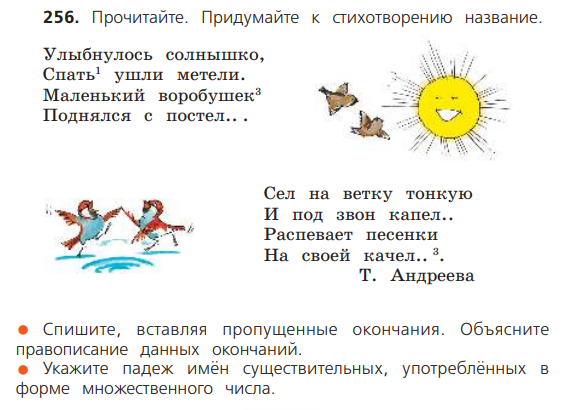 256. Прочитайте. Придумайте к стихотворению название.
Улыбнулось солнышко,
Спать¹ ушли метели.
Маленький воробушек³
Поднялся с постел.. .
Сел на ветку тонкую
И под звон капел..
Распевает песенки
На своей качел.. ³.
Т. Андреева
• Спишите, вставляя пропущенные окончания. Объясните
правописание данных окончаний.
• Укажите падеж имён существительных, употреблённых в
форме множественного числа.